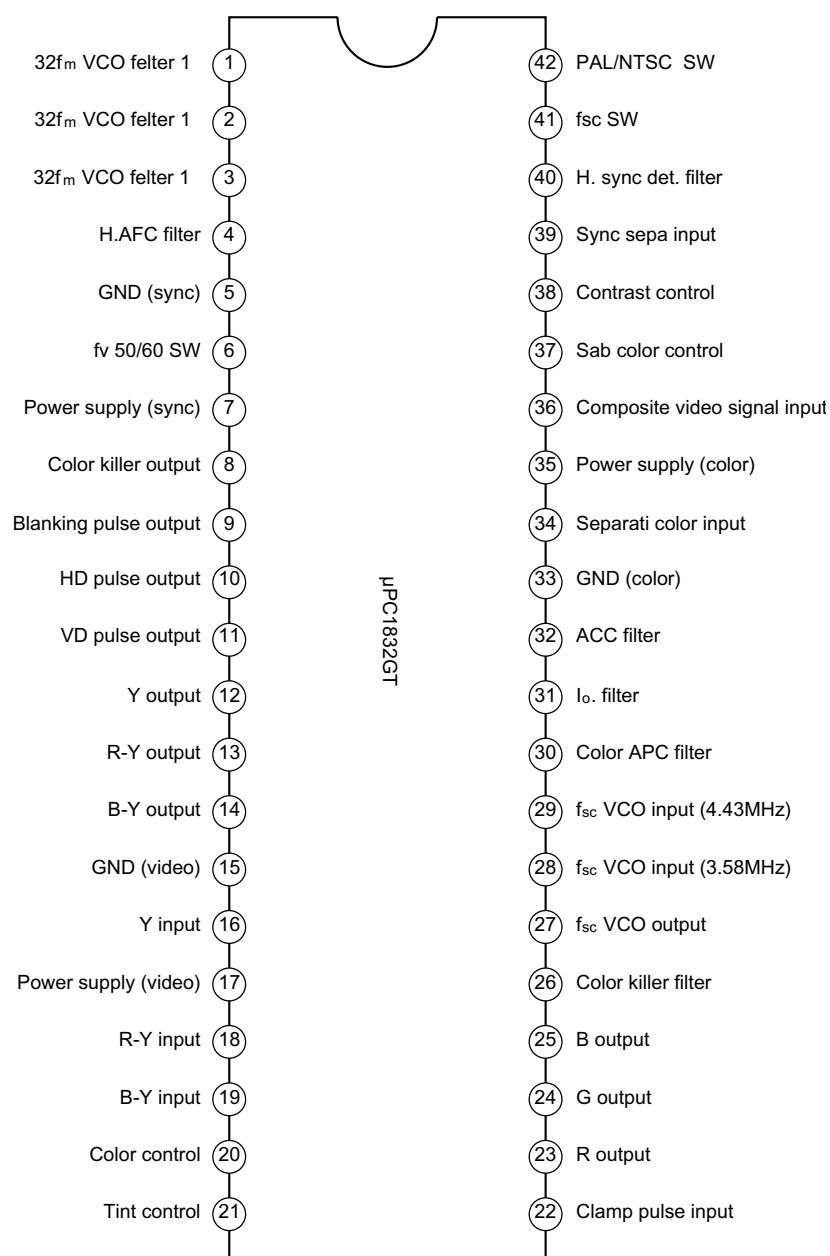 32fm VCO felter 1 1
32fm VCO felter 1 2
32fm VCO felter 1 3
H.AFC filter 4
GND (sync) 5
fv 50/60 SW 6
Power supply (sync) 7
Color killer output 8
Blanking pulse output 9
HD pulse output 10
VD pulse output 11
Y output 12
R-Y output 13
B-Y output 14
GND (video) 15
Y input 16
Power supply (video) 17
R-Y input 18
B-Y input 19
Color control 20
Tint control 21
µPC1832GT
42 PAL/NTSC SW
41 fsc SW
40 H. sync det. filter
39 Sync sepa input
38 Contrast control
37 Sab color control
36 Composite video signal input
35 Power supply (color)
34 Separati color input
33 GND (color)
32 ACC filter
31 Io. filter
30 Color APC filter
29 fsc VCO input (4.43MHz)
28 fsc VCO input (3.58MHz)
27 fsc VCO output
26 Color killer filter
25 B output
24 G output
23 R output
22 Clamp pulse input